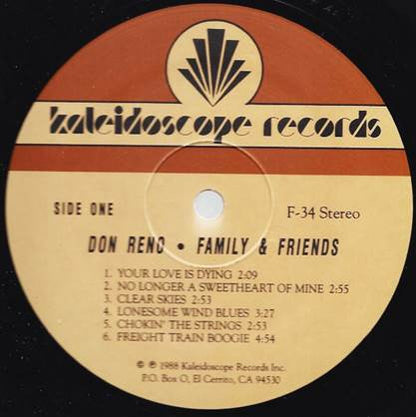 kaleidoscope records
SIDE ONE
F-34 Stereo
DON RENO • FAMILY & FRIENDS
1. YOUR LOVE IS DYING 2:09
2. NO LONGER A SWEETHEART OF MINE 2:55
3. CLEAR SKIES 2:53
4. LONESOME WIND BLUES 3:27
5. CHOKIN' THE STRINGS 2:53
6. FREIGHT TRAIN BOOGIE 4:54
© ℗ 1988 Kaleidoscope Records Inc.
P.O. Box O, El Cerrito, CA 94530